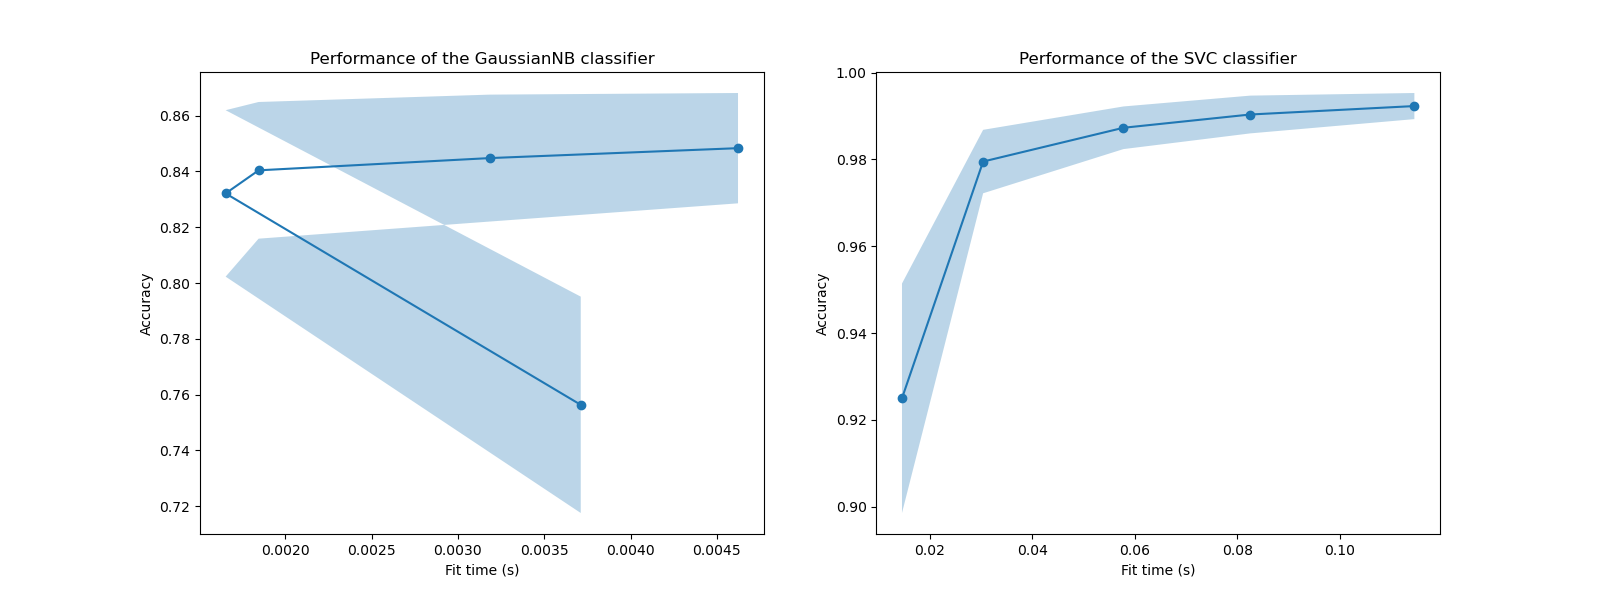 Performance of the GaussianNB classifier
0.86
0.84
0.82
0.80
0.78
0.76
0.74
0.72
Accuracy
0.0020 0.0025 0.0030 0.0035 0.0040 0.0045
Fit time (s)
Performance of the SVC classifier
1.00
0.98
0.96
0.94
0.92
0.90
Accuracy
0.02 0.04 0.06 0.08 0.10
Fit time (s)